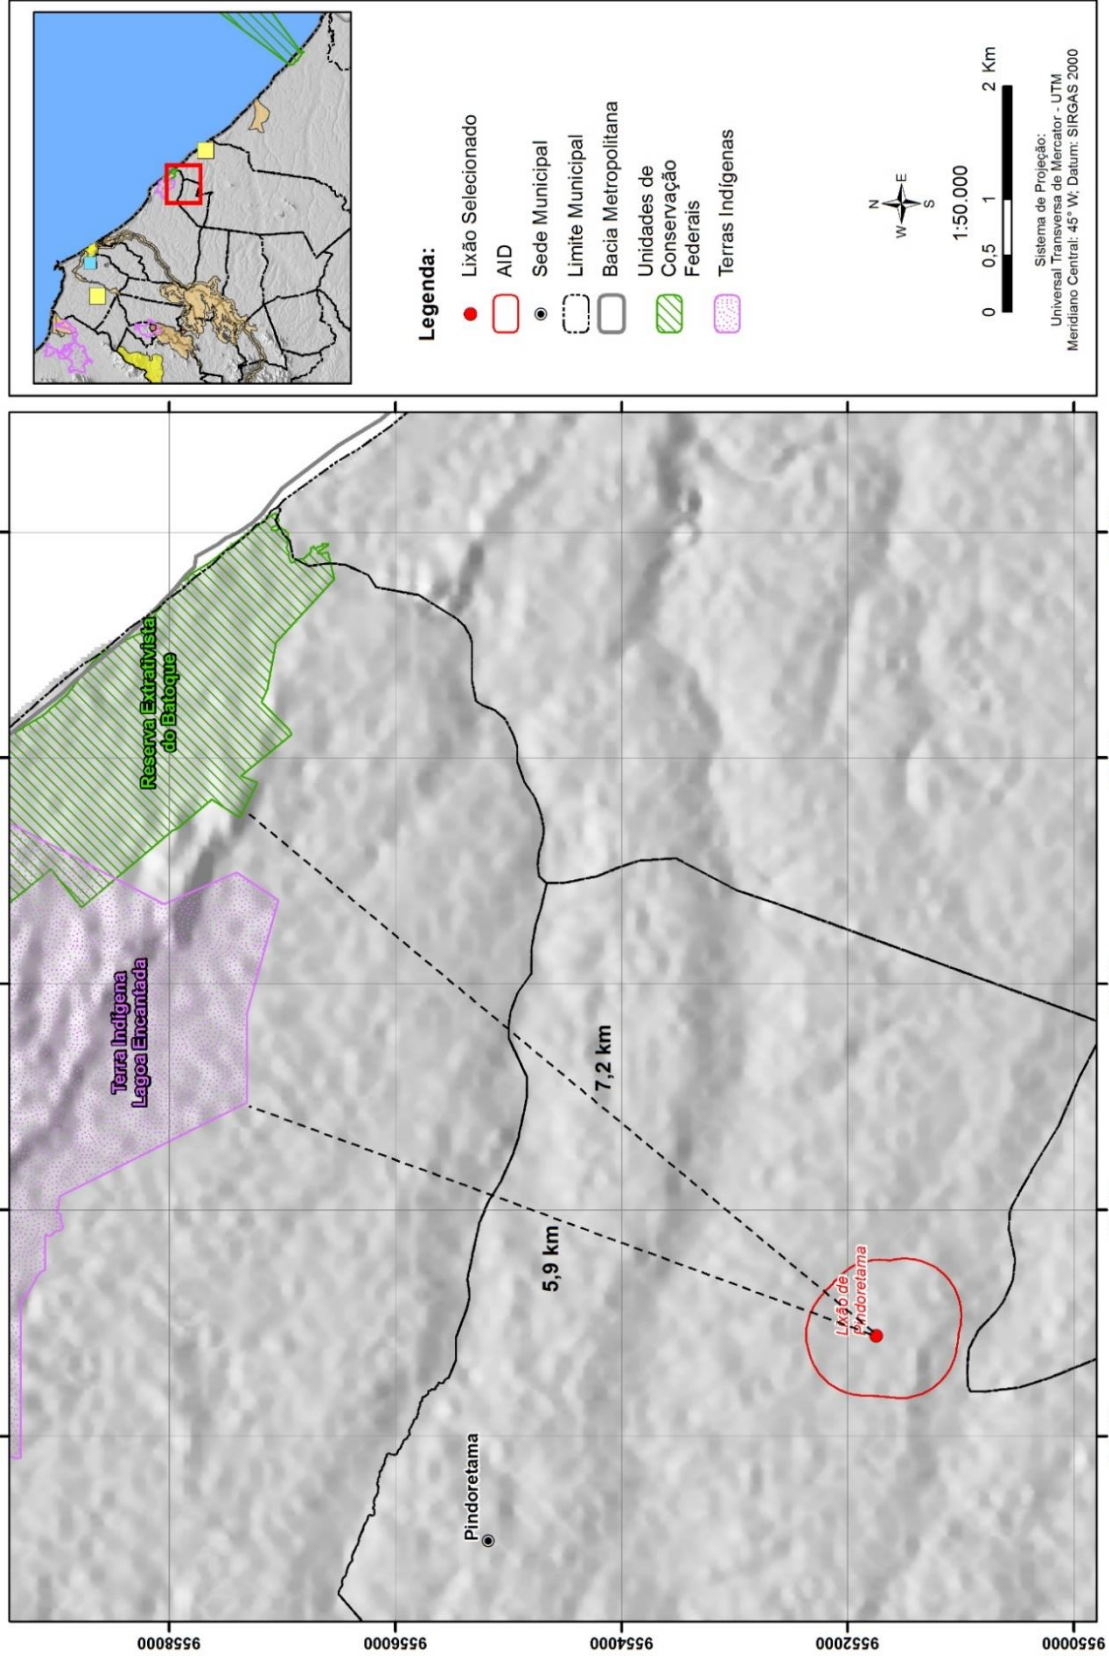 Reserva Extrativista
do Batoque
Terra Indígena
Lagoa Encantada
7,2 km
5,9 km
Lixão de
Pindoretama
Pindoretama
9558000
9556000
9554000
9552000
9550000
Legenda:
Lixão Selecionado
AID
Sede Municipal
Limite Municipal
Bacia Metropolitana
Unidades de
Conservação
Federais
Terras Indígenas
N
W
E
S
1:50.000
0 0,5 1 2 Km
Sistema de Projeção:
Universal Transversa de Mercator - UTM
Meridiano Central: 45° W; Datum: SIRGAS 2000